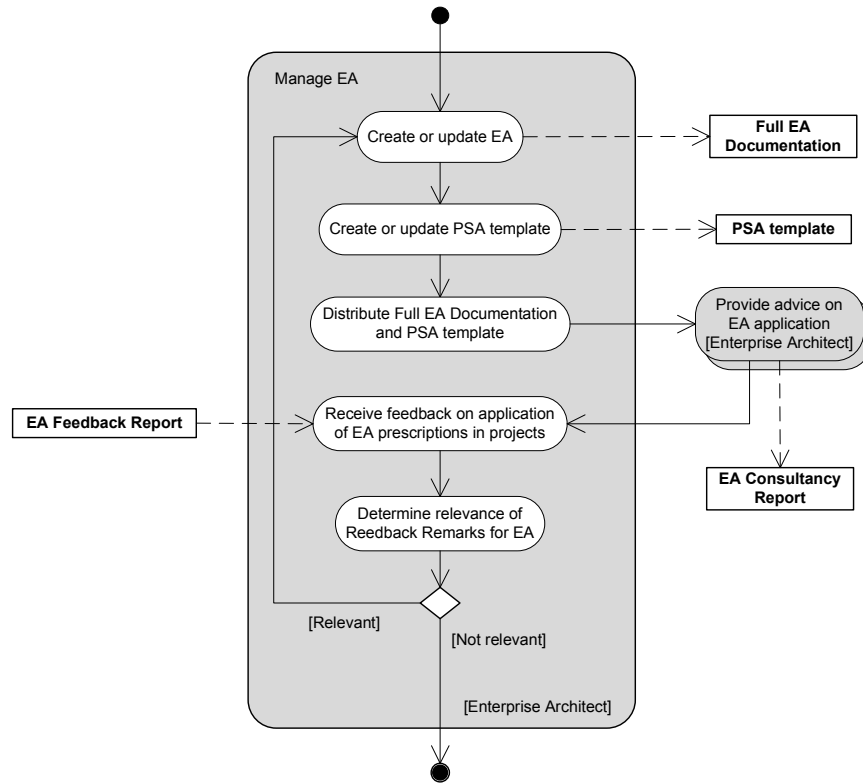 Manage EA
Create or update EA
Full EA
Documentation
Create or update PSA template
PSA template
Distribute Full EA Documentation
and PSA template
Provide advice on
EA application
[Enterprise Architect]
EA Feedback Report
Receive feedback on application
of EA prescriptions in projects
EA Consultancy
Report
Determine relevance of
Reedback Remarks for EA
[Relevant]
[Not relevant]
[Enterprise Architect]